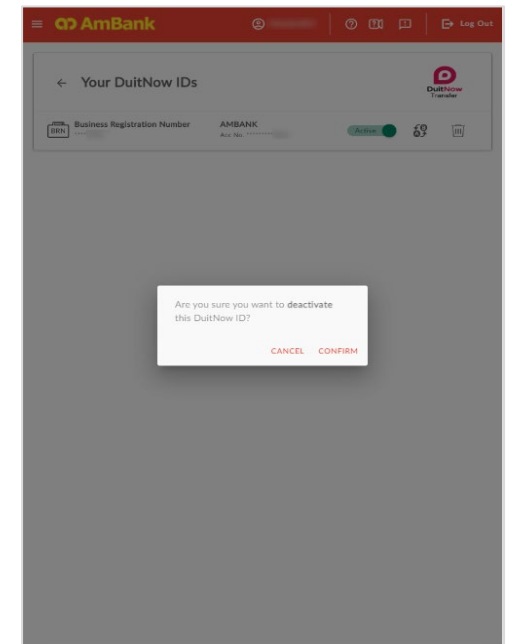 AmBank
Log Out
Your DuitNow IDs
DuitNow
Transfer
BRN
Business Registration Number
AMBANK
Acc No.
Active
Are you sure you want to deactivate
this DuitNow ID?
CANCEL CONFIRM